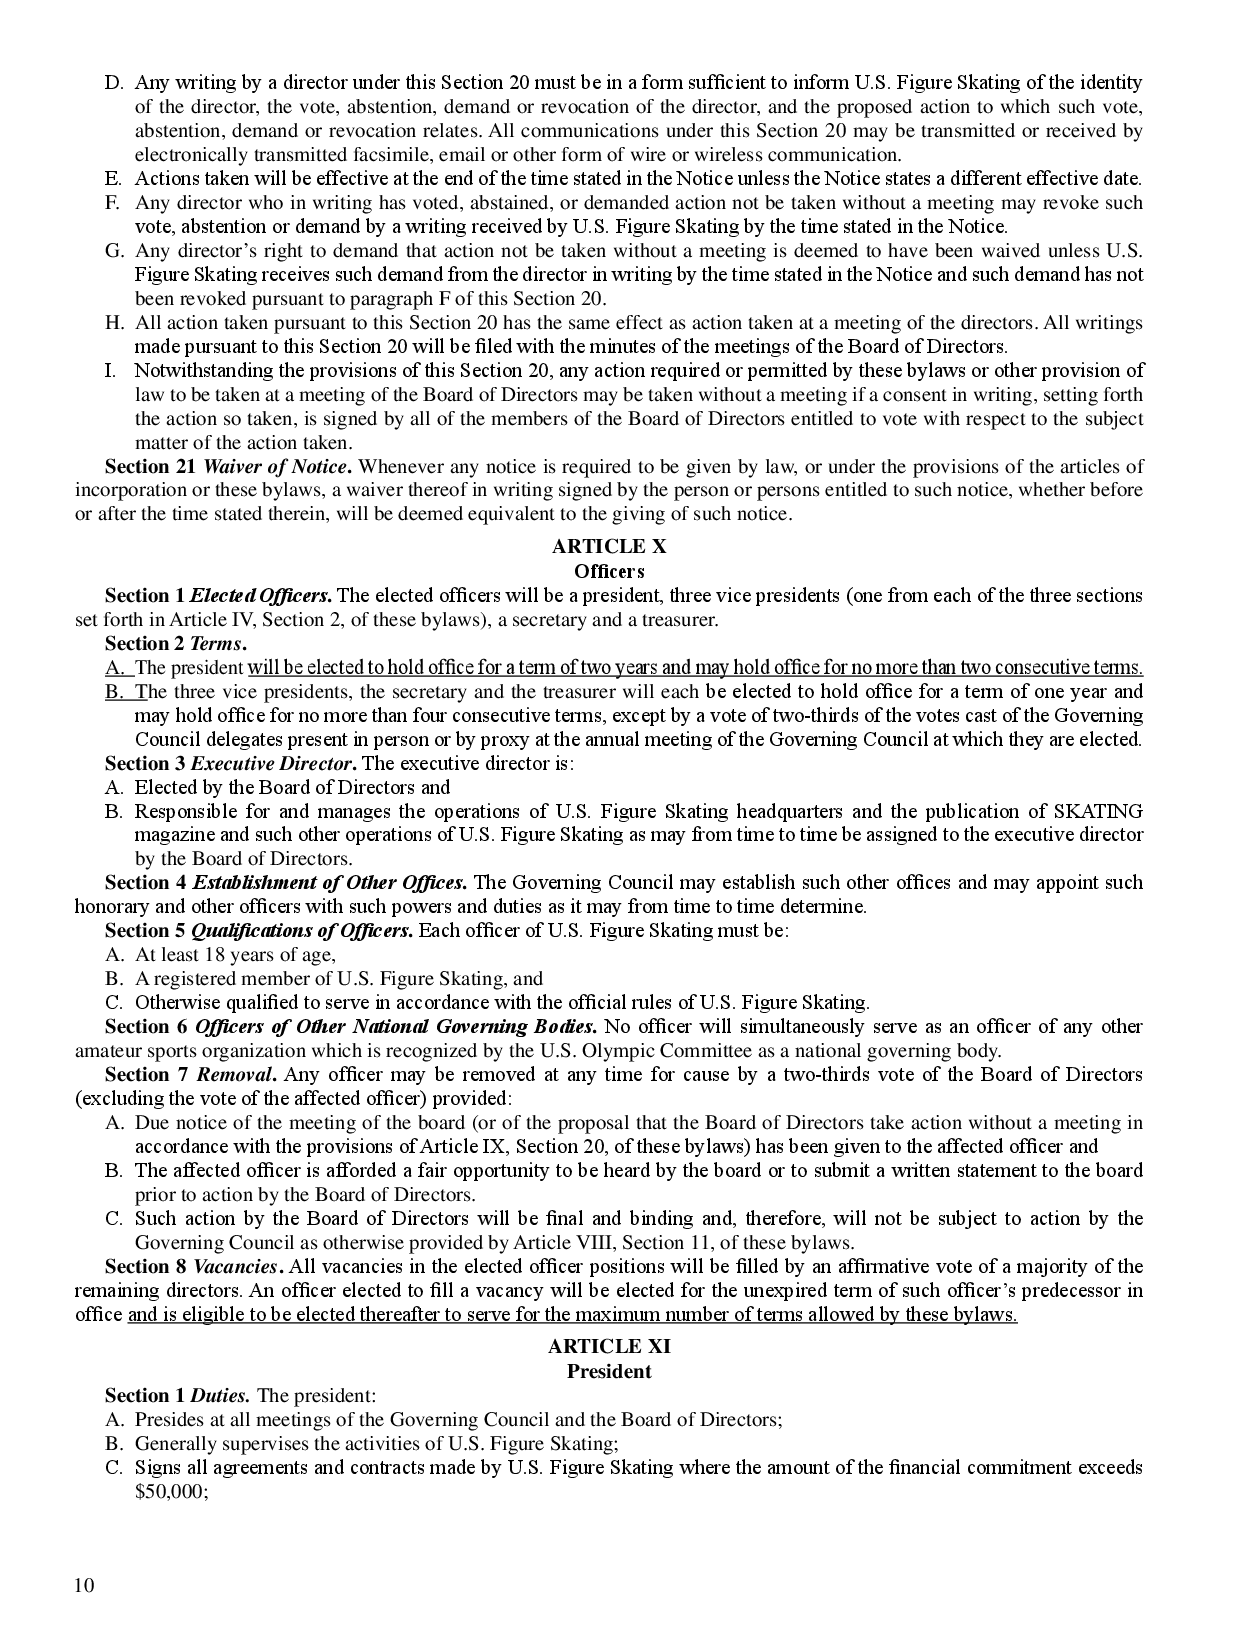 D. Any writing by a director under this Section 20 must be in a form sufficient to inform U.S. Figure Skating of the identity
of the director, the vote, abstention, demand or revocation of the director, and the proposed action to which such vote,
abstention, demand or revocation relates. All communications under this Section 20 may be transmitted or received by
electronically transmitted facsimile, email or other form of wire or wireless communication.
E. Actions taken will be effective at the end of the time stated in the Notice unless the Notice states a different effective date.
F. Any director who in writing has voted, abstained, or demanded action not be taken without a meeting may revoke such
vote, abstention or demand by a writing received by U.S. Figure Skating by the time stated in the Notice.
G. Any director's right to demand that action not be taken without a meeting is deemed to have been waived unless U.S.
Figure Skating receives such demand from the director in writing by the time stated in the Notice and such demand has not
been revoked pursuant to paragraph F of this Section 20.
H. All action taken pursuant to this Section 20 has the same effect as action taken at a meeting of the directors. All writings
made pursuant to this Section 20 will be filed with the minutes of the meetings of the Board of Directors.
I. Notwithstanding the provisions of this Section 20, any action required or permitted by these bylaws or other provision of
law to be taken at a meeting of the Board of Directors may be taken without a meeting if a consent in writing, setting forth
the action so taken, is signed by all of the members of the Board of Directors entitled to vote with respect to the subject
matter of the action taken.
Section 21 Waiver of Notice. Whenever any notice is required to be given by law, or under the provisions of the articles of
incorporation or these bylaws, a waiver thereof in writing signed by the person or persons entitled to such notice, whether before
or after the time stated therein, will be deemed equivalent to the giving of such notice.
ARTICLE X
Officers
Section 1 Elected Officers. The elected officers will be a president, three vice presidents (one from each of the three sections
set forth in Article IV, Section 2, of these bylaws), a secretary and a treasurer.
Section 2 Terms.
A. The president will be elected to hold office for a term of two years and may hold office for no more than two consecutive terms.
B. The three vice presidents, the secretary and the treasurer will each be elected to hold office for a term of one year and
may hold office for no more than four consecutive terms, except by a vote of two-thirds of the votes cast of the Governing
Council delegates present in person or by proxy at the annual meeting of the Governing Council at which they are elected.
Section 3 Executive Director. The executive director is:
A. Elected by the Board of Directors and
B. Responsible for and manages the operations of U.S. Figure Skating headquarters and the publication of SKATING
magazine and such other operations of U.S. Figure Skating as may from time to time be assigned to the executive director
by the Board of Directors.
Section 4 Establishment of Other Offices. The Governing Council may establish such other offices and may appoint such
honorary and other officers with such powers and duties as it may from time to time determine.
Section 5 Qualifications of Officers. Each officer of U.S. Figure Skating must be:
A. At least 18 years of age,
B. A registered member of U.S. Figure Skating, and
C. Otherwise qualified to serve in accordance with the official rules of U.S. Figure Skating.
Section 6 Officers of Other National Governing Bodies. No officer will simultaneously serve as an officer of any other
amateur sports organization which is recognized by the U.S. Olympic Committee as a national governing body.
Section 7 Removal. Any officer may be removed at any time for cause by a two-thirds vote of the Board of Directors
(excluding the vote of the affected officer) provided:
A. Due notice of the meeting of the board (or of the proposal that the Board of Directors take action without a meeting in
accordance with the provisions of Article IX, Section 20, of these bylaws) has been given to the affected officer and
B. The affected officer is afforded a fair opportunity to be heard by the board or to submit a written statement to the board
prior to action by the Board of Directors.
C. Such action by the Board of Directors will be final and binding and, therefore, will not be subject to action by the
Governing Council as otherwise provided by Article VIII, Section 11, of these bylaws.
Section 8 Vacancies. All vacancies in the elected officer positions will be filled by an affirmative vote of a majority of the
remaining directors. An officer elected to fill a vacancy will be elected for the unexpired term of such officer's predecessor in
office and is eligible to be elected thereafter to serve for the maximum number of terms allowed by these bylaws.
ARTICLE XI
President
Section 1 Duties. The president:
A. Presides at all meetings of the Governing Council and the Board of Directors;
B. Generally supervises the activities of U.S. Figure Skating;
C. Signs all agreements and contracts made by U.S. Figure Skating where the amount of the financial commitment exceeds
$50,000;
10